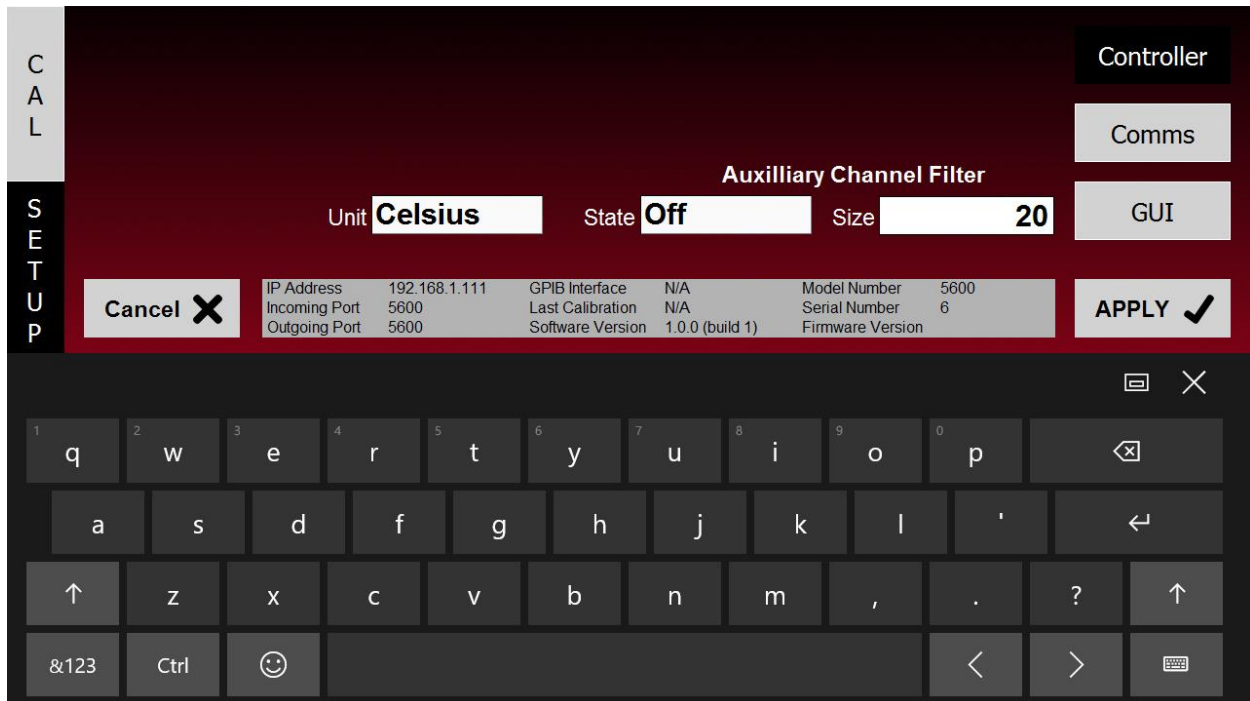 CAL
SETUP
Controller
Comms
GUI
Auxilliary Channel Filter
Unit Celsius State Off Size 20
Cancel
IP Address 192.168.1.111 GPIB Interface N/A Model Number 5600
Incoming Port 5600 Last Calibration N/A Serial Number 6
Outgoing Port 5600 Software Version 1.0.0 (build 1) Firmware Version
APPLY
1 q 2 w 3 e 4 r 5 t 6 y 7 u 8 i 9 o 0 p
a s d f g h j k l '
z x c v b n m , . ?
&123 Ctrl